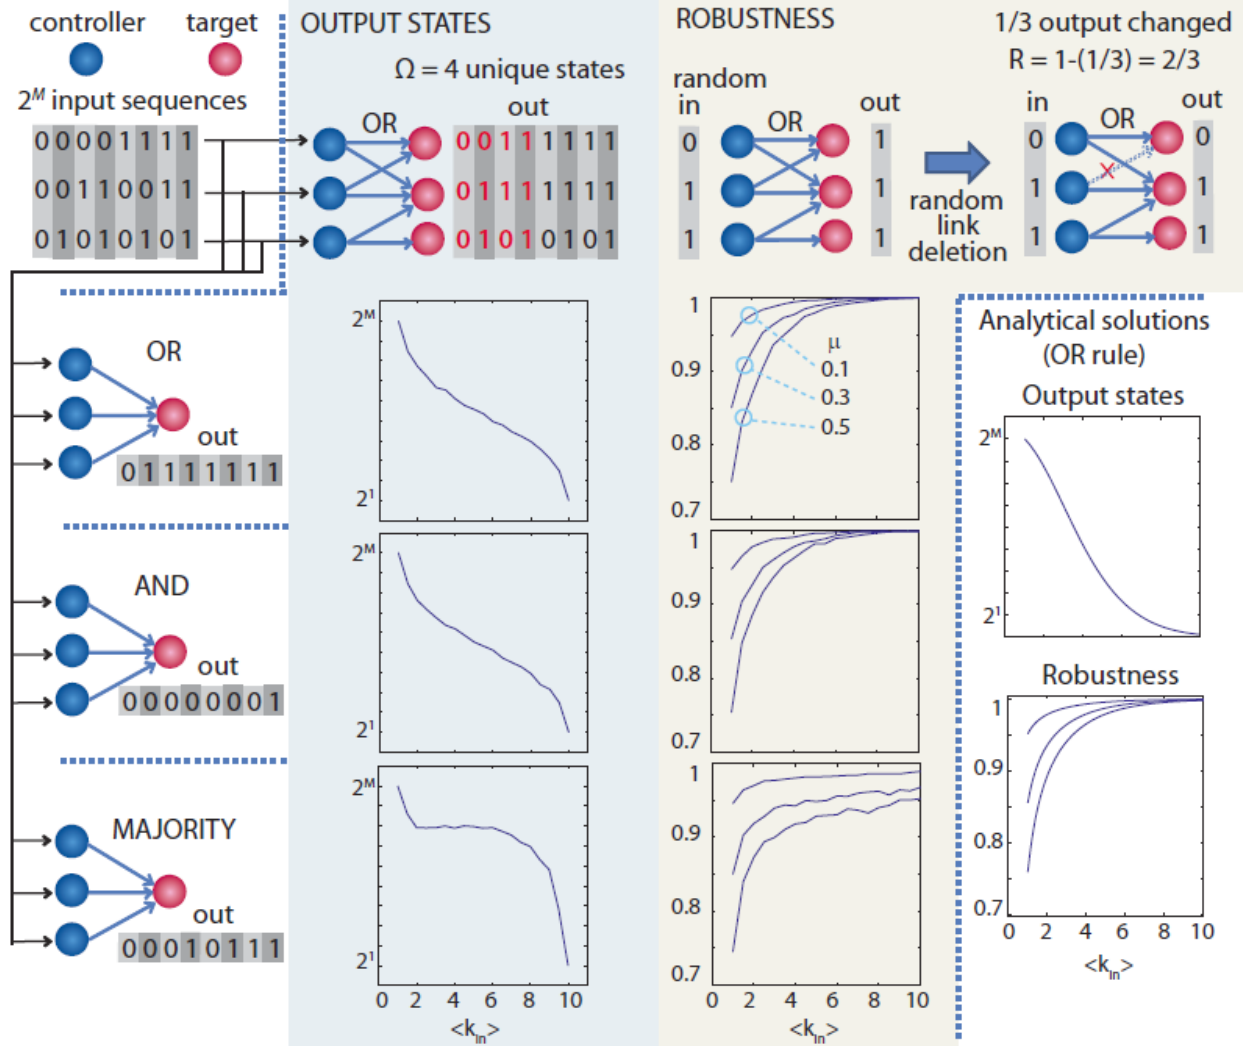 controller target
2^M input sequences
0 0 0 0 1 1 1 1
0 0 1 1 0 0 1 1
0 1 0 1 0 1 0 1
OUTPUT STATES
Ω = 4 unique states
out
OR
0 0 1 1 1 1 1 1
0 1 1 1 1 1 1 1
0 1 0 1 0 1 0 1
ROBUSTNESS
random
in
OR
out
0 1
1 1
1 1
random
link
deletion
1/3 output changed
R = 1-(1/3) = 2/3
in
OR
out
0 0
X
1 1
1 1
OR
out
0 1 1 1 1 1 1 1
AND
out
0 0 0 0 0 0 0 1
MAJORITY
out
0 0 0 1 0 1 1 1
2^M
2^1
2^M
2^1
2^M
2^1
0 2 4 6 8 10
<k_in>
1
0.9
0.8
0.7
μ
0.1
0.3
0.5
1
0.9
0.8
0.7
1
0.9
0.8
0.7
0 2 4 6 8 10
<k_in>
Analytical solutions
(OR rule)
Output states
2^M
2^1
Robustness
1
0.9
0.8
0.7
0 2 4 6 8 10
<k_in>